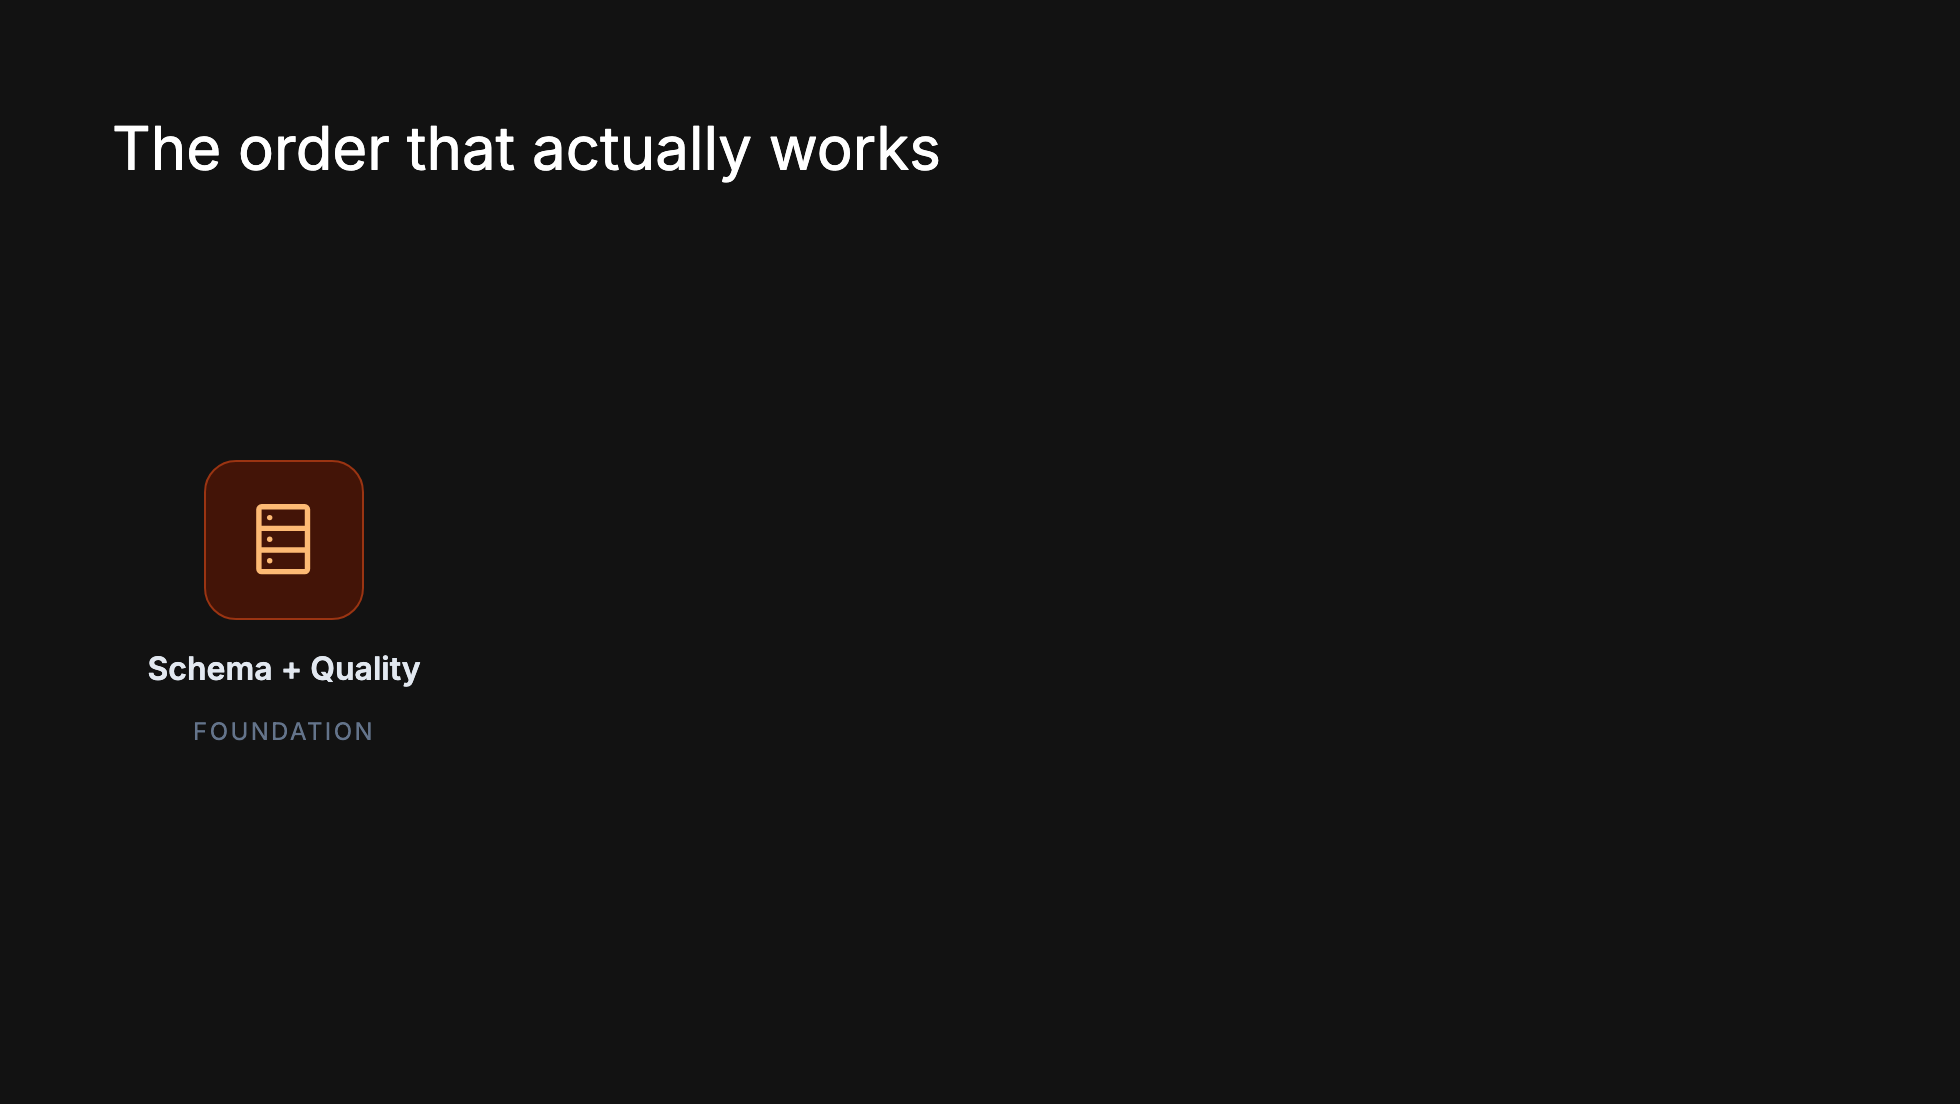 The order that actually works
Schema + Quality
FOUNDATION